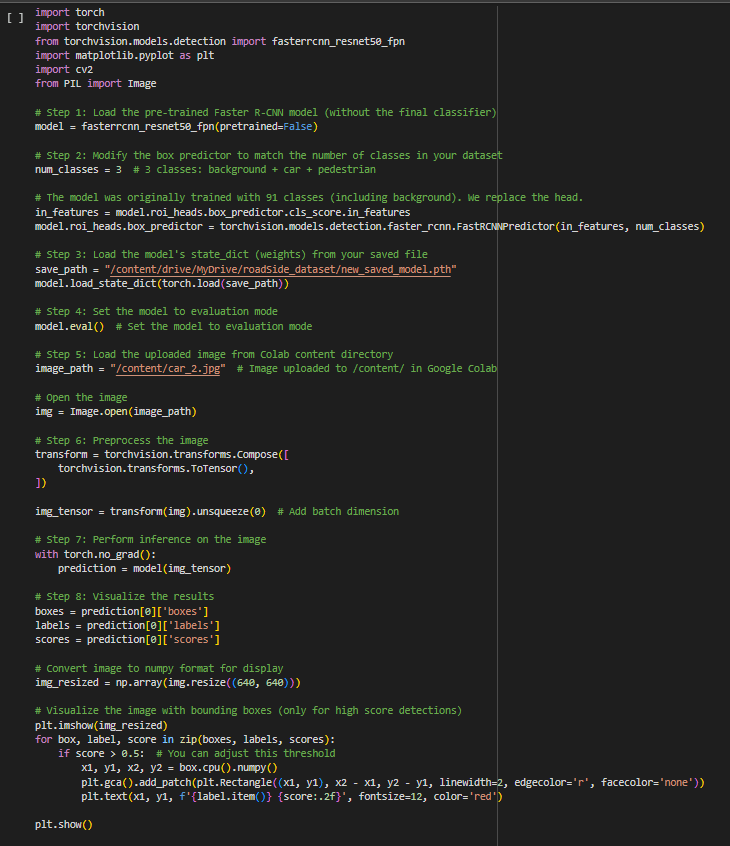 [ ]
import torch
import torchvision
from torchvision.models.detection import fasterrcnn_resnet50_fpn
import matplotlib.pyplot as plt
import cv2
from PIL import Image

# Step 1: Load the pre-trained Faster R-CNN model (without the final classifier)
model = fasterrcnn_resnet50_fpn(pretrained=False)

# Step 2: Modify the box predictor to match the number of classes in your dataset
num_classes = 3  # 3 classes: background + car + pedestrian

# The model was originally trained with 91 classes (including background). We replace the head.
in_features = model.roi_heads.box_predictor.cls_score.in_features
model.roi_heads.box_predictor = torchvision.models.detection.faster_rcnn.FastRCNNPredictor(in_features, num_classes)

# Step 3: Load the model's state_dict (weights) from your saved file
save_path = "/content/drive/MyDrive/roadSide_dataset/new_saved_model.pth"
model.load_state_dict(torch.load(save_path))

# Step 4: Set the model to evaluation mode
model.eval()  # Set the model to evaluation mode

# Step 5: Load the uploaded image from Colab content directory
image_path = "/content/car_2.jpg"  # Image uploaded to /content/ in Google Colab

# Open the image
img = Image.open(image_path)

# Step 6: Preprocess the image
transform = torchvision.transforms.Compose([
    torchvision.transforms.ToTensor(),
])

img_tensor = transform(img).unsqueeze(0)  # Add batch dimension

# Step 7: Perform inference on the image
with torch.no_grad():
    prediction = model(img_tensor)

# Step 8: Visualize the results
boxes = prediction[0]['boxes']
labels = prediction[0]['labels']
scores = prediction[0]['scores']

# Convert image to numpy format for display
img_resized = np.array(img.resize((640, 640)))

# Visualize the image with bounding boxes (only for high score detections)
plt.imshow(img_resized)
for box, label, score in zip(boxes, labels, scores):
    if score > 0.5:  # You can adjust this threshold
        x1, y1, x2, y2 = box.cpu().numpy()
        plt.gca().add_patch(plt.Rectangle((x1, y1), x2 - x1, y2 - y1, linewidth=2, edgecolor='r', facecolor='none'))
        plt.text(x1, y1, f'{label.item()} {score:.2f}', fontsize=12, color='red')

plt.show()